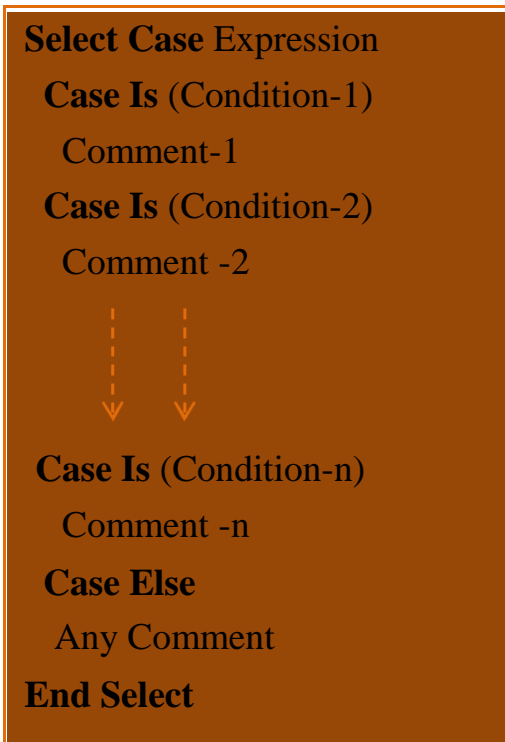 Select Case Expression
Case Is (Condition-1)
Comment-1
Case Is (Condition-2)
Comment -2
Case Is (Condition-n)
Comment -n
Case Else
Any Comment
End Select